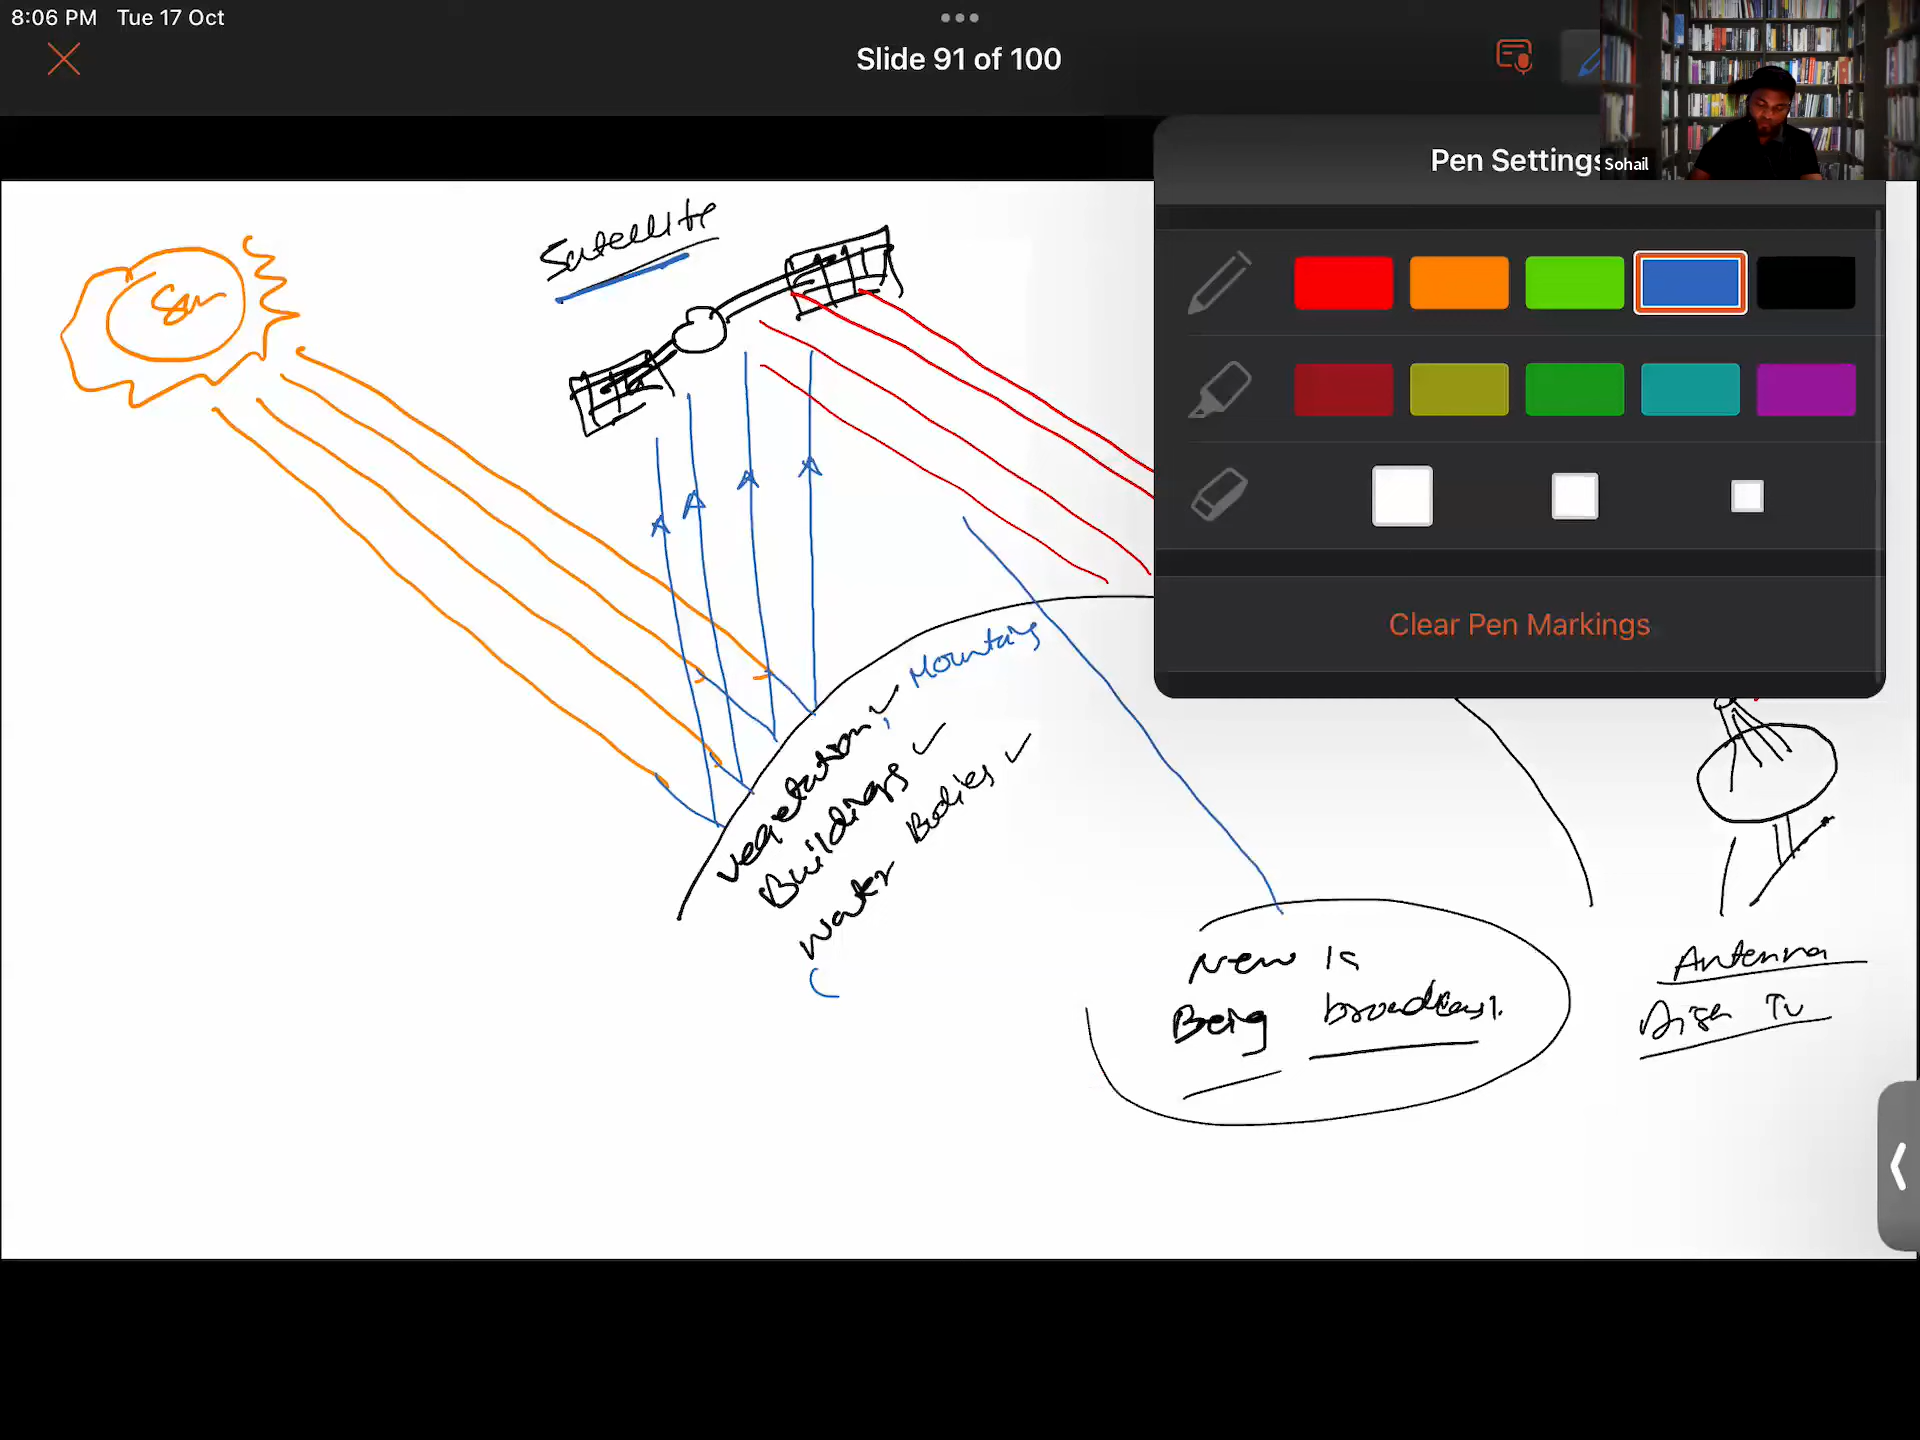 8:06 PM Tue 17 Oct
Slide 91 of 100
Pen Settings
Sohail
Satellite
Sun
Clear Pen Markings
Mountains
Vegetation, ✓
Buildings ✓
Water Bodies ✓
New is
Being broadcast.
Antenna
Dish TV